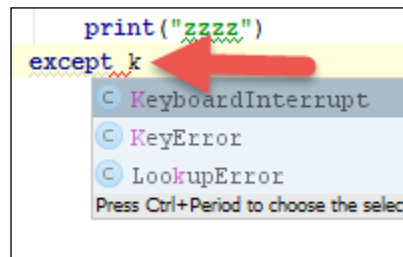 print("zzzz")
except k
C KeyboardInterrupt
C KeyError
C LookupError
Press Ctrl+Period to choose the selec